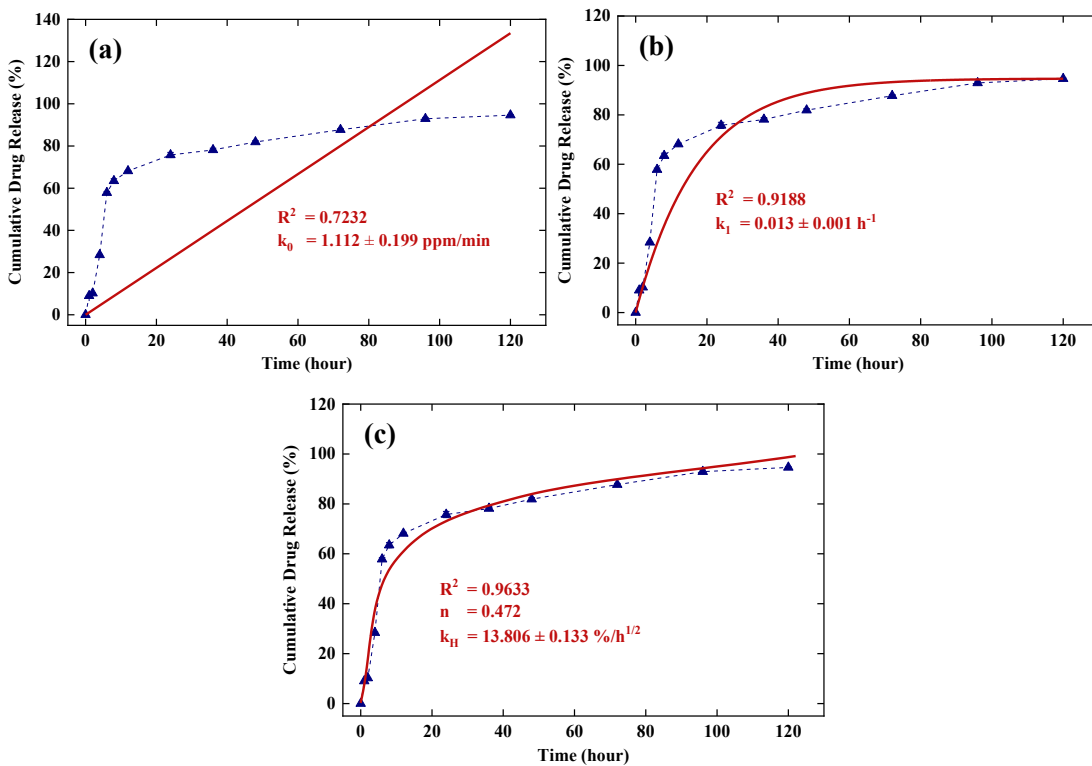 (a)
Cumulative Drug Release (%)
140
120
100
80
60
40
20
0
R² = 0.7232
k₀ = 1.112 ± 0.199 ppm/min
0 20 40 60 80 100 120
Time (hour)
(b)
Cumulative Drug Release (%)
120
100
80
60
40
20
0
R² = 0.9188
k₁ = 0.013 ± 0.001 h⁻¹
0 20 40 60 80 100 120
Time (hour)
(c)
Cumulative Drug Release (%)
120
100
80
60
40
20
0
R² = 0.9633
n = 0.472
k_H = 13.806 ± 0.133 %/h^1/2
0 20 40 60 80 100 120
Time (hour)